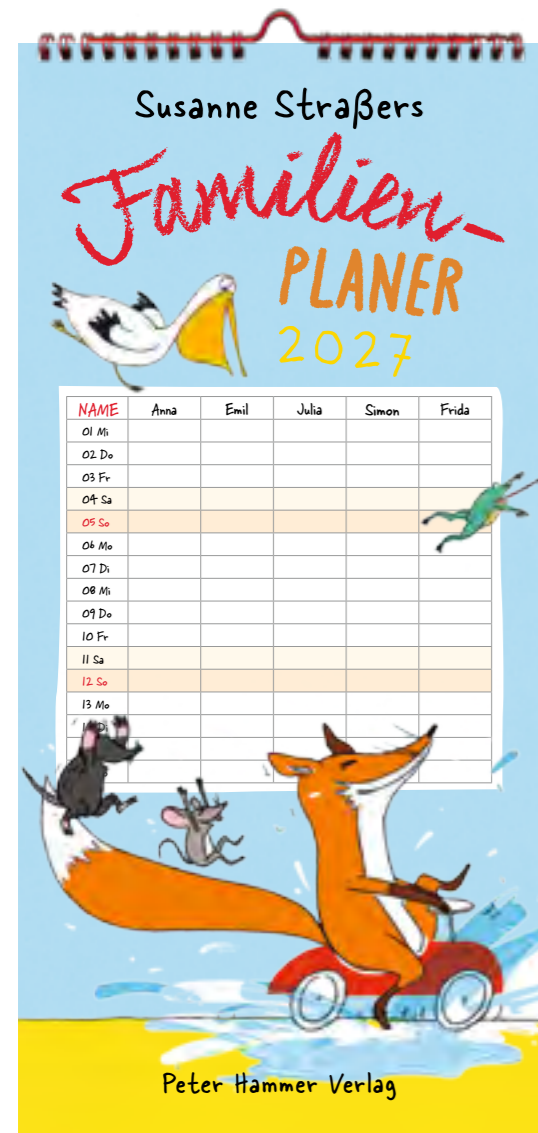 Susanne Straßers
Familien-
PLANER
2027
NAME Anna Emil Julia Simon Frida
01 Mi
02 Do
03 Fr
04 Sa
05 So
06 Mo
07 Di
08 Mi
09 Do
10 Fr
11 Sa
12 So
13 Mo
Di
Peter Hammer Verlag